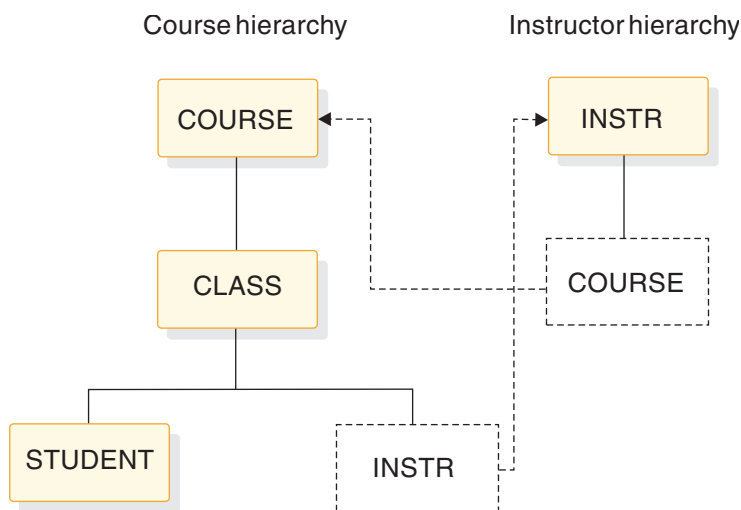 Course hierarchy
Instructor hierarchy
COURSE
INSTR
CLASS
COURSE
STUDENT
INSTR